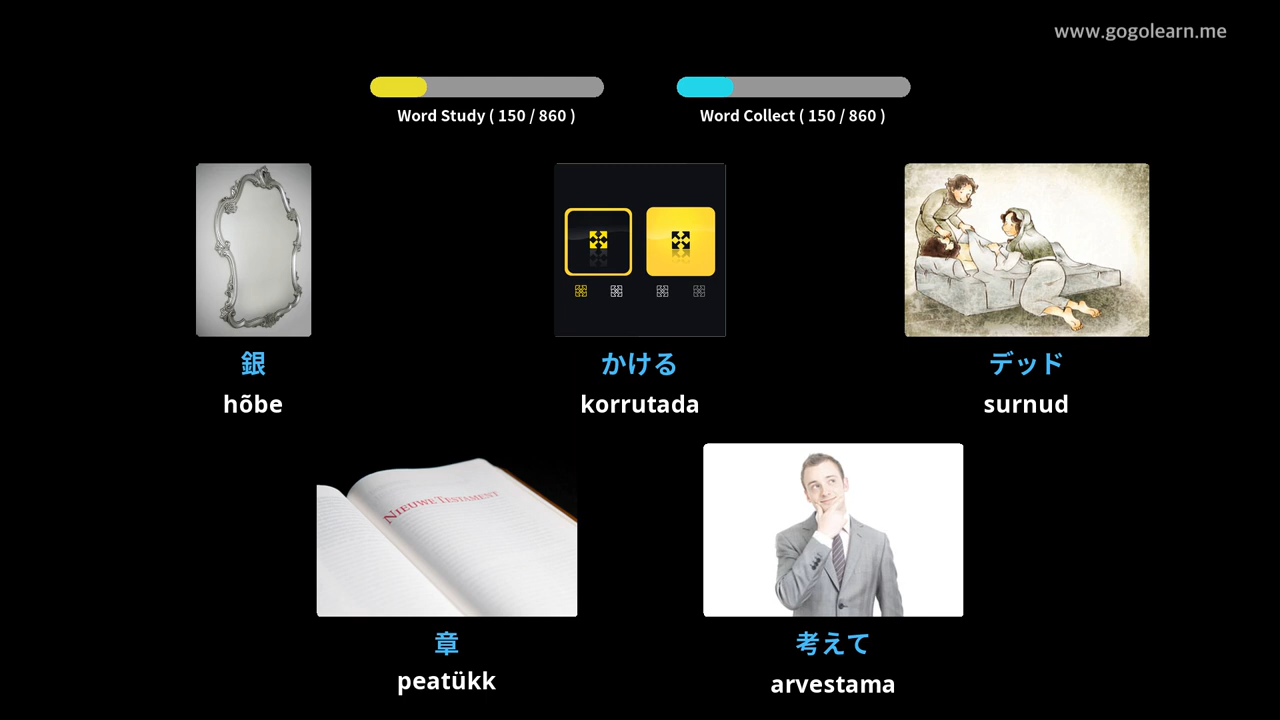 www.gogolearn.me
Word Study ( 150 / 860 )
Word Collect ( 150 / 860 )
銀
hõbe
かける
korrutada
デッド
surnud
NIEUWE TESTAMENT
章
peatükk
考えて
arvestama